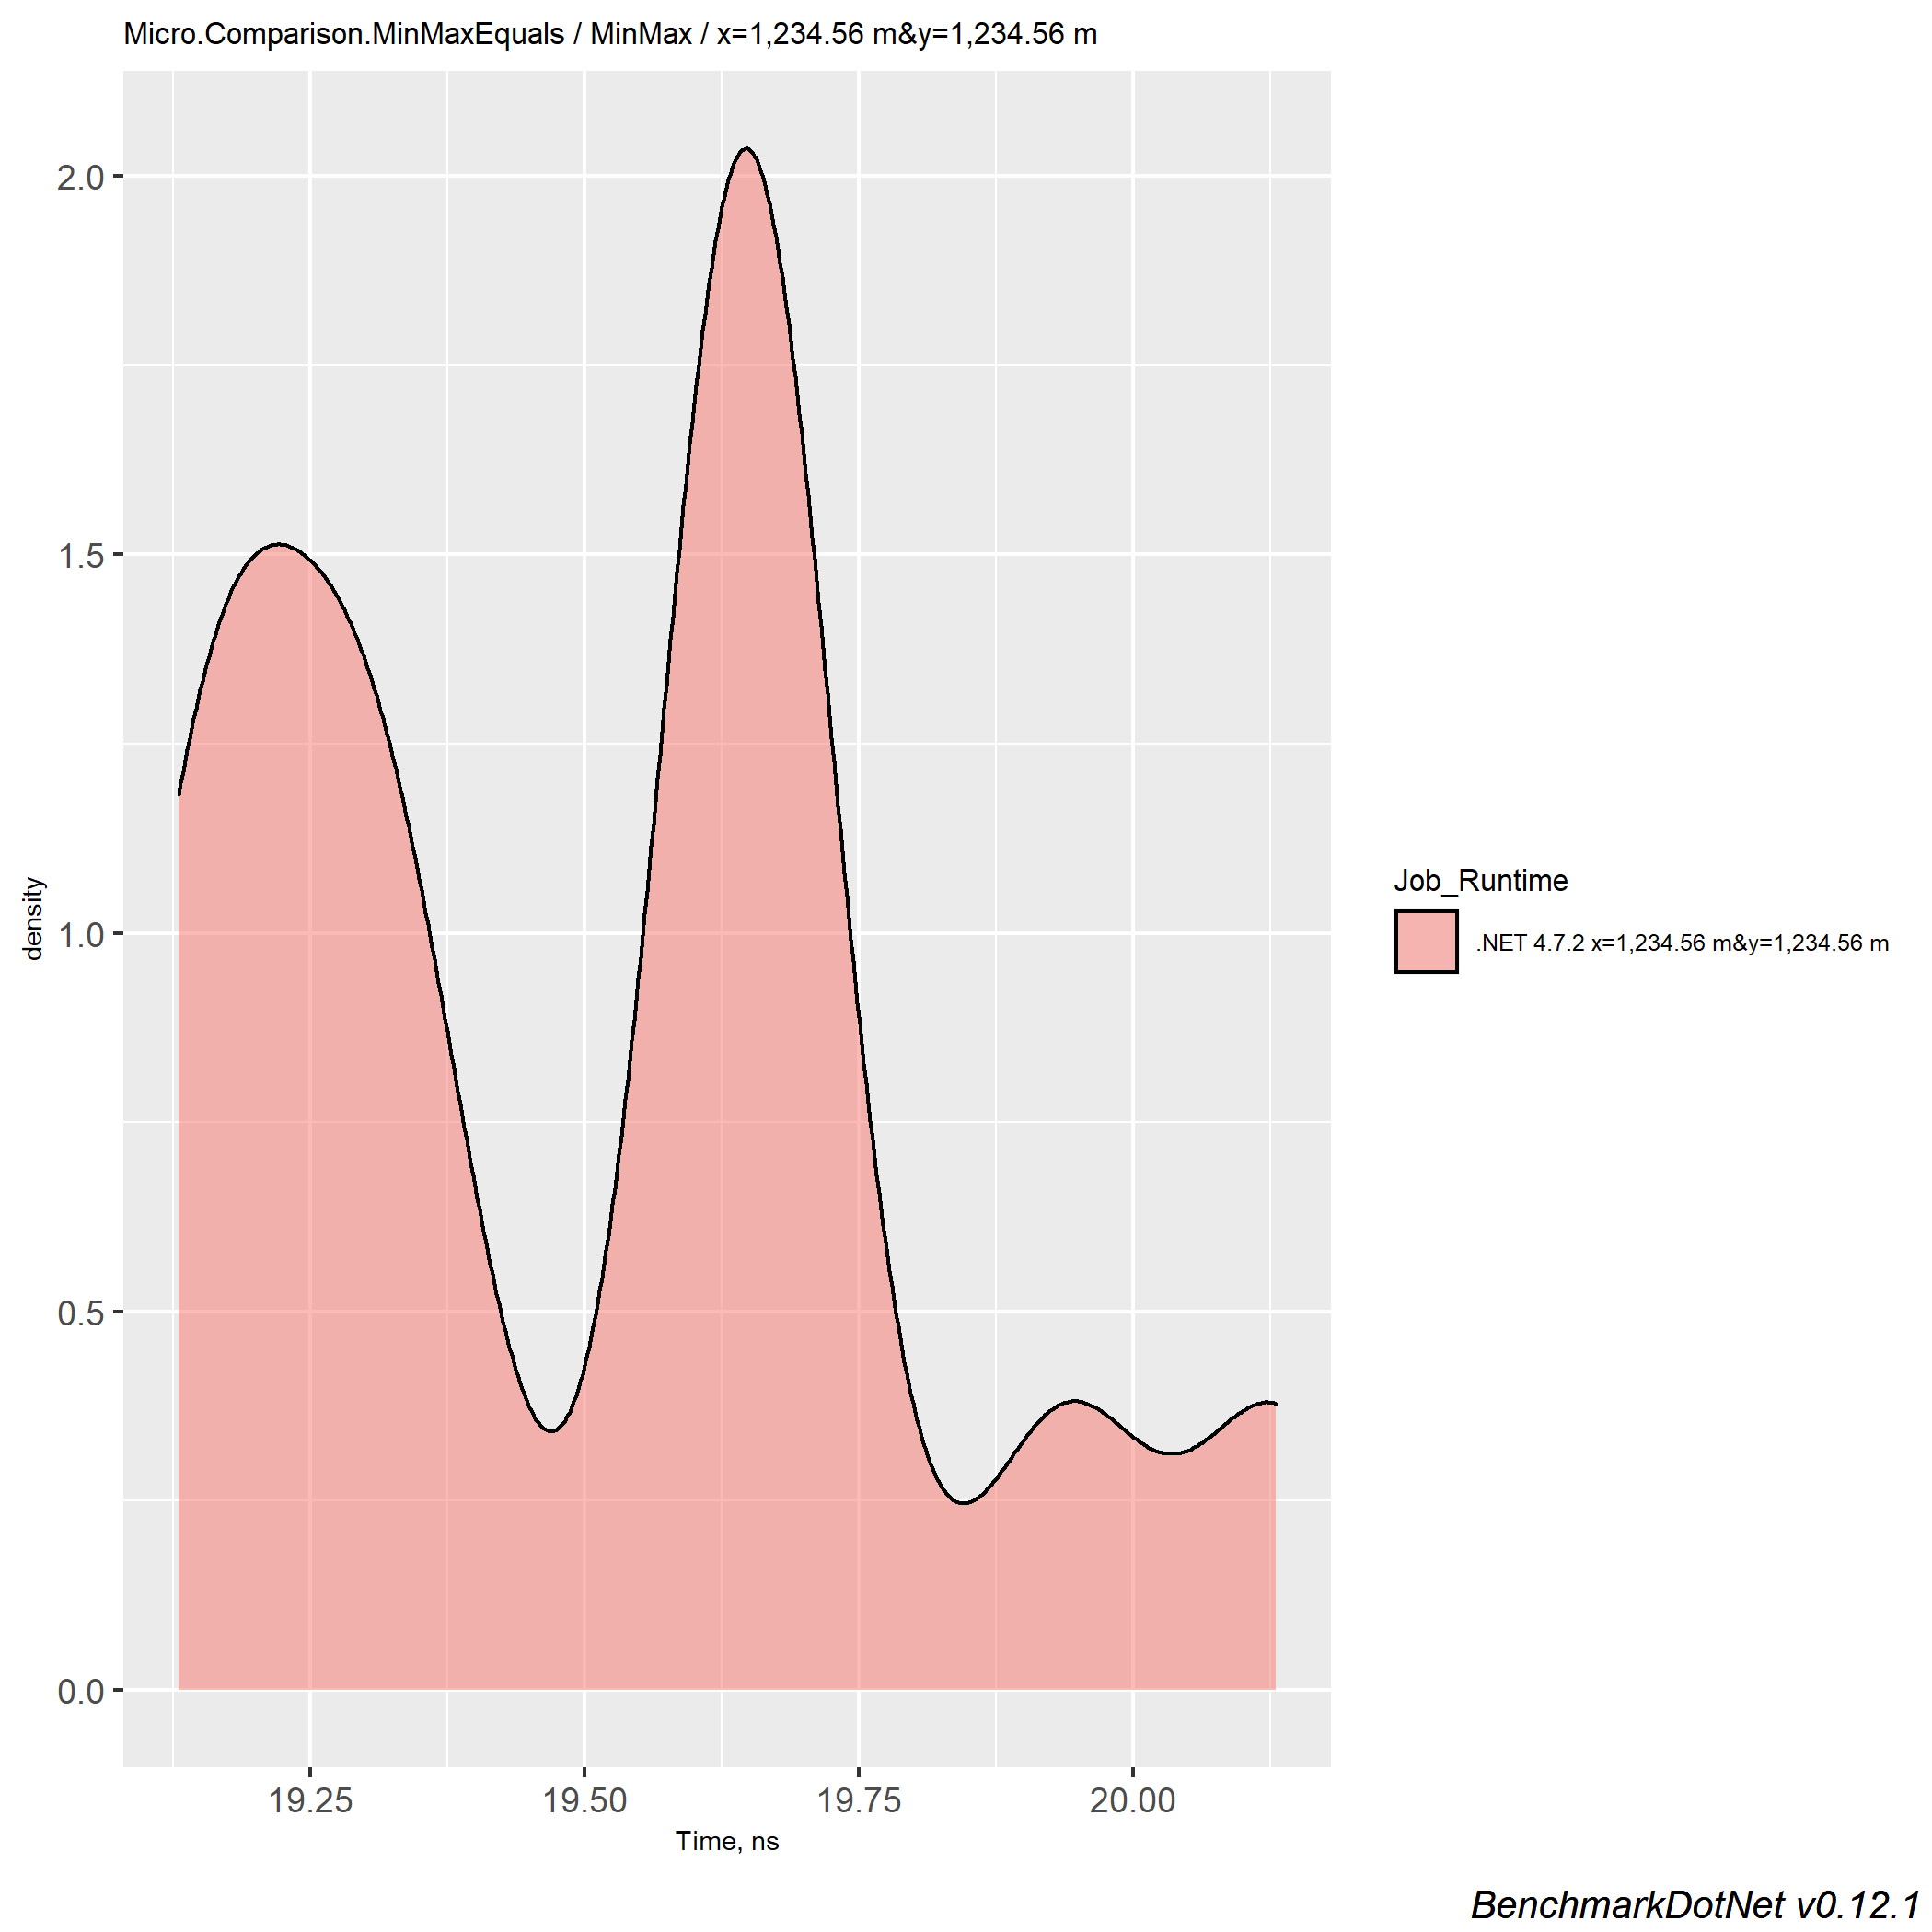 Micro.Comparison.MinMaxEquals / MinMax / x=1,234.56 m&y=1,234.56 m
2.0
1.5
1.0
0.5
0.0
density
19.25 19.50 19.75 20.00
Time, ns
Job_Runtime
.NET 4.7.2 x=1,234.56 m&y=1,234.56 m
BenchmarkDotNet v0.12.1